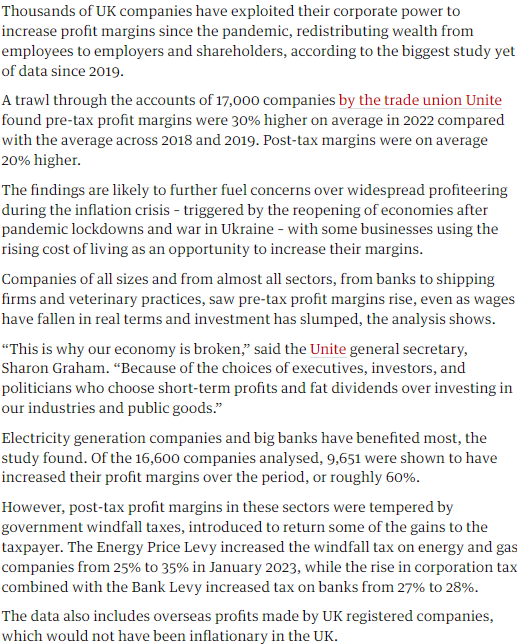 Thousands of UK companies have exploited their corporate power to
increase profit margins since the pandemic, redistributing wealth from
employees to employers and shareholders, according to the biggest study yet
of data since 2019.
A trawl through the accounts of 17,000 companies by the trade union Unite
found pre-tax profit margins were 30% higher on average in 2022 compared
with the average across 2018 and 2019. Post-tax margins were on average
20% higher.
The findings are likely to further fuel concerns over widespread profiteering
during the inflation crisis – triggered by the reopening of economies after
pandemic lockdowns and war in Ukraine – with some businesses using the
rising cost of living as an opportunity to increase their margins.
Companies of all sizes and from almost all sectors, from banks to shipping
firms and veterinary practices, saw pre-tax profit margins rise, even as wages
have fallen in real terms and investment has slumped, the analysis shows.
“This is why our economy is broken,” said the Unite general secretary,
Sharon Graham. “Because of the choices of executives, investors, and
politicians who choose short-term profits and fat dividends over investing in
our industries and public goods.”
Electricity generation companies and big banks have benefited most, the
study found. Of the 16,600 companies analysed, 9,651 were shown to have
increased their profit margins over the period, or roughly 60%.
However, post-tax profit margins in these sectors were tempered by
government windfall taxes, introduced to return some of the gains to the
taxpayer. The Energy Price Levy increased the windfall tax on energy and gas
companies from 25% to 35% in January 2023, while the rise in corporation tax
combined with the Bank Levy increased tax on banks from 27% to 28%.
The data also includes overseas profits made by UK registered companies,
which would not have been inflationary in the UK.